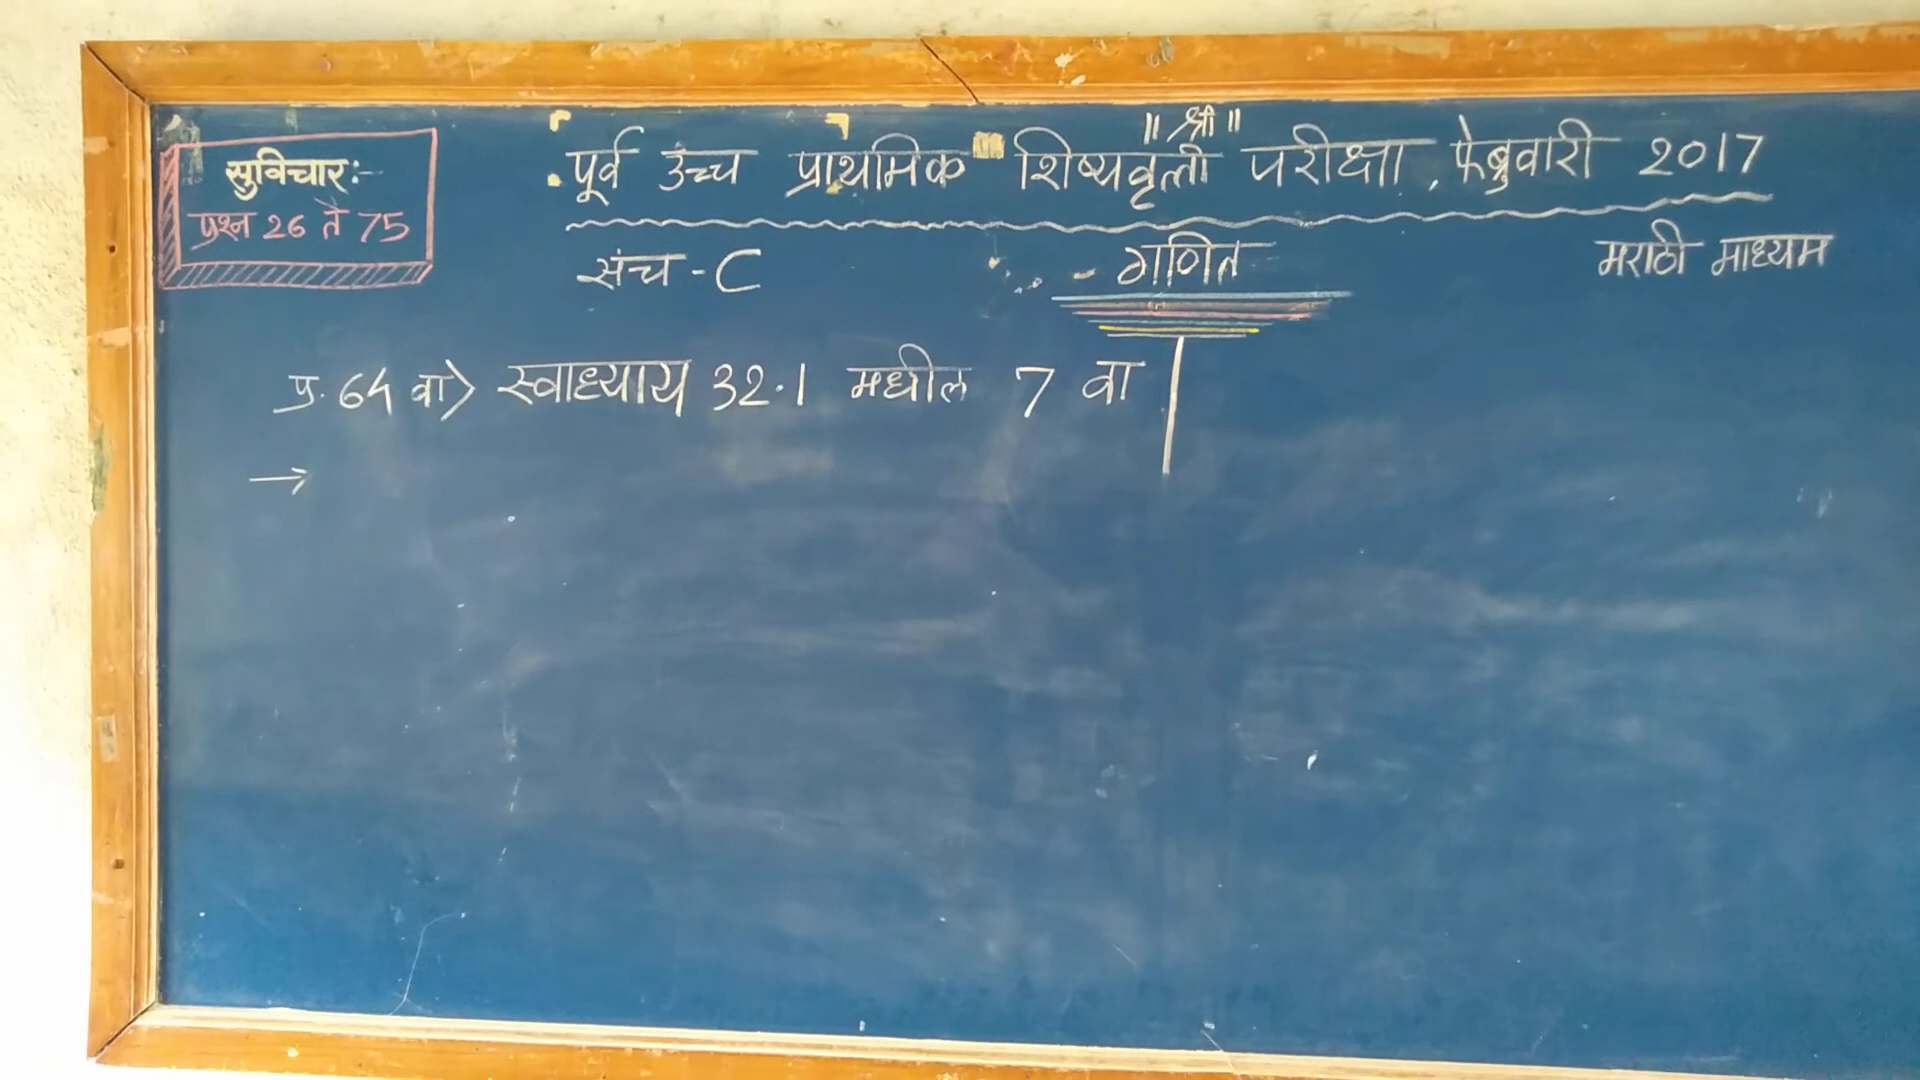 ॥ श्री ॥
सुविचार:-
प्रश्न 26 ते 75
पूर्व उच्च प्राथमिक शिष्यवृत्ती परीक्षा, फेब्रुवारी 2017
संच - C
गणित
मराठी माध्यम
प्र. 64 वा> स्वाध्याय 32.1 मधील 7 वा
→